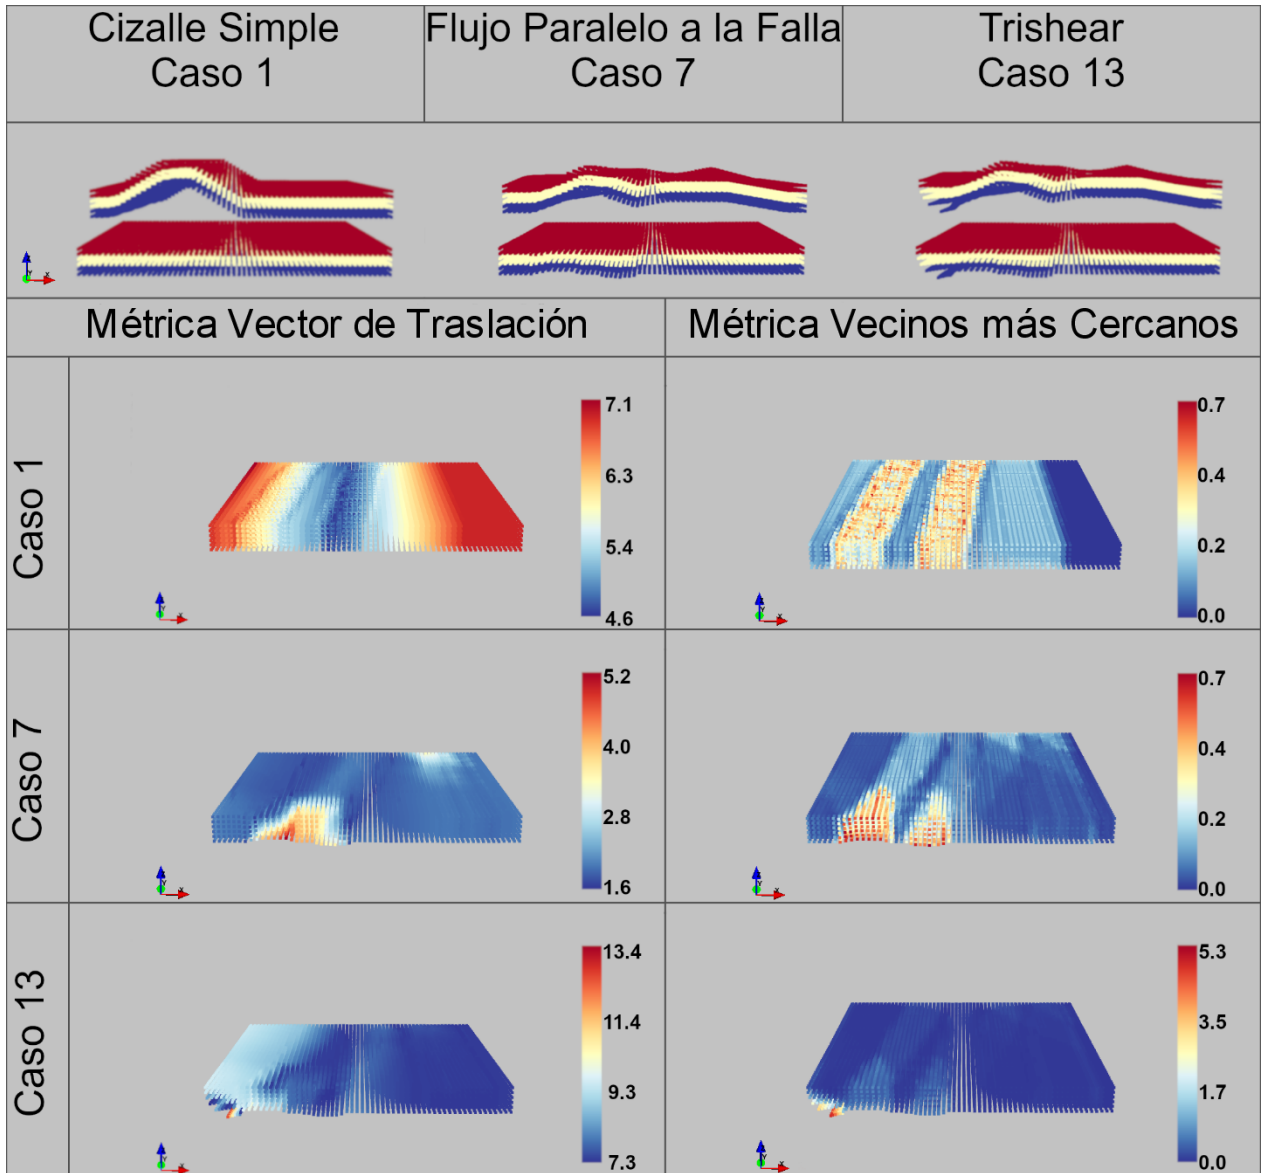 Cizalle Simple
Caso 1
Flujo Paralelo a la Falla
Caso 7
Trishear
Caso 13
Métrica Vector de Traslación
Métrica Vecinos más Cercanos
Caso 1
7.1
6.3
5.4
4.6
0.7
0.4
0.2
0.0
Caso 7
5.2
4.0
2.8
1.6
0.7
0.4
0.2
0.0
Caso 13
13.4
11.4
9.3
7.3
5.3
3.5
1.7
0.0